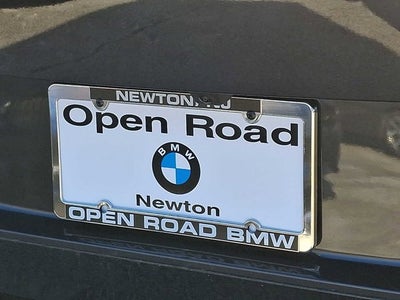 NEWTON, NJ
Open Road
BMW
Newton
OPEN ROAD BMW